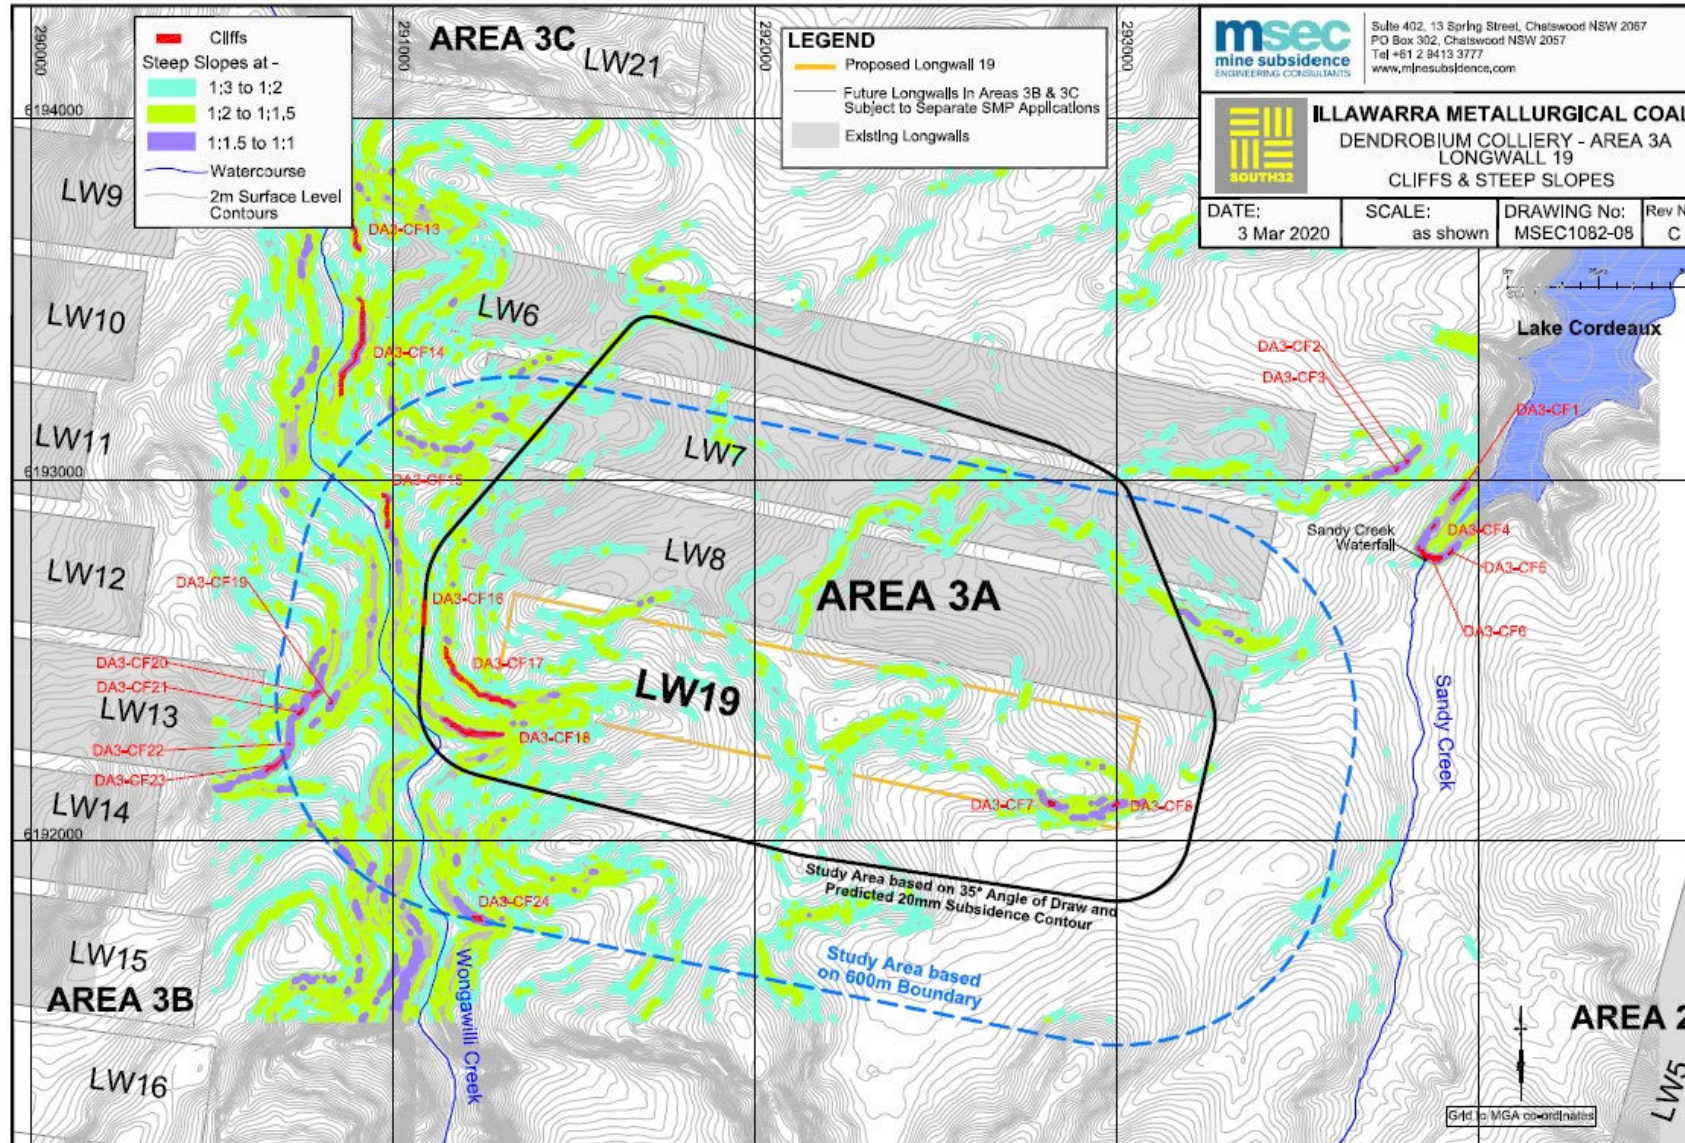 AREA 3C
LW21
Cliffs
Steep Slopes at -
1:3 to 1:2
1:2 to 1:1.5
1:1.5 to 1:1
Watercourse
2m Surface Level
Contours
LEGEND
Proposed Longwall 19
Future Longwalls in Areas 3B & 3C
Subject to Separate SMP Applications
Existing Longwalls
msec
mine subsidence
ENGINEERING CONSULTANTS
Suite 402, 13 Spring Street, Chatswood NSW 2067
PO Box 302, Chatswood NSW 2057
Tel +61 2 9413 3777
www.minesubsidence.com
SOUTH32
ILLAWARRA METALLURGICAL COAL
DENDROBIUM COLLIERY - AREA 3A
LONGWALL 19
CLIFFS & STEEP SLOPES
DATE:
3 Mar 2020
SCALE:
as shown
DRAWING No:
MSEC1082-08
Rev N
C
290000
291000
292000
293000
6194000
6193000
6192000
LW9
LW10
LW11
LW12
LW13
LW14
LW15
AREA 3B
LW16
LW6
LW7
LW8
AREA 3A
LW19
DA3-CF13
DA3-CF14
DA3-CF15
DA3-CF16
DA3-CF17
DA3-CF18
DA3-CF19
DA3-CF20
DA3-CF21
DA3-CF22
DA3-CF23
DA3-CF24
DA3-CF7
DA3-CF8
DA3-CF2
DA3-CF3
DA3-CF1
DA3-CF4
DA3-CF5
DA3-CF6
Lake Cordeaux
Sandy Creek
Waterfall
Sandy Creek
Wongawilli Creek
Study Area based on 35° Angle of Draw and
Predicted 20mm Subsidence Contour
Study Area based
on 600m Boundary
AREA 2
LW5
Grid to MGA co-ordinates